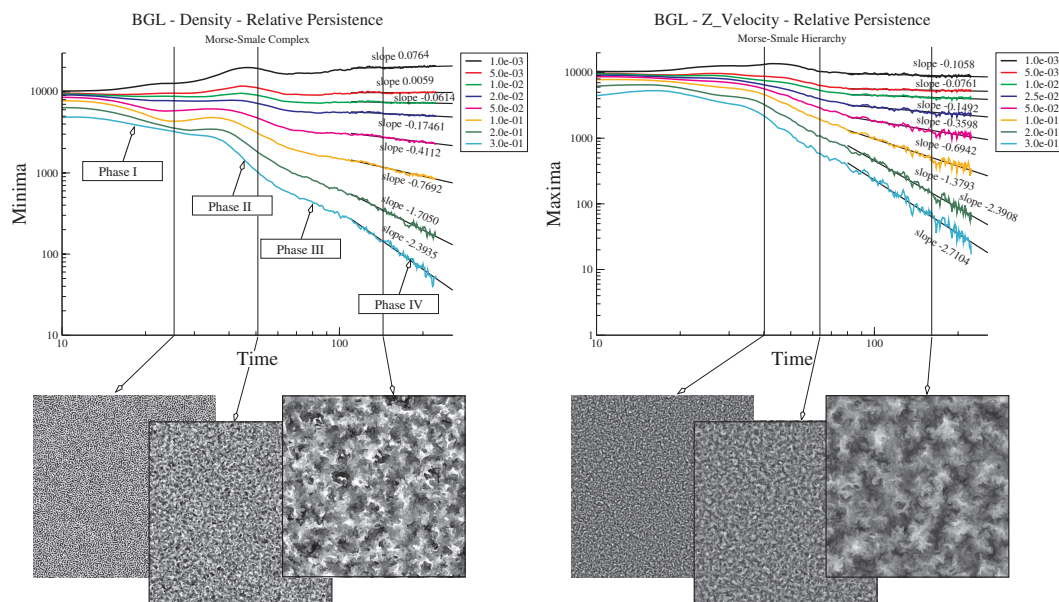 BGL - Density - Relative Persistence
Morse-Smale Complex
Minima
10000
1000
100
10
10
100
Time
slope 0.0764
slope 0.0059
slope -0.0614
slope -0.17461
slope -0.4112
slope -0.7692
slope -1.7050
slope -2.3935
Phase I
Phase II
Phase III
Phase IV
1.0e-03
5.0e-03
1.0e-02
2.0e-02
5.0e-02
1.0e-01
2.0e-01
3.0e-01
BGL - Z_Velocity - Relative Persistence
Morse-Smale Hierarchy
Maxima
10000
1000
100
10
1
10
100
Time
slope -0.1058
slope -0.0761
slope -0.1492
slope -0.3598
slope -0.6942
slope -1.3793
slope -2.3908
slope -2.7104
1.0e-03
5.0e-03
1.0e-02
2.5e-02
5.0e-02
1.0e-01
2.0e-01
3.0e-01